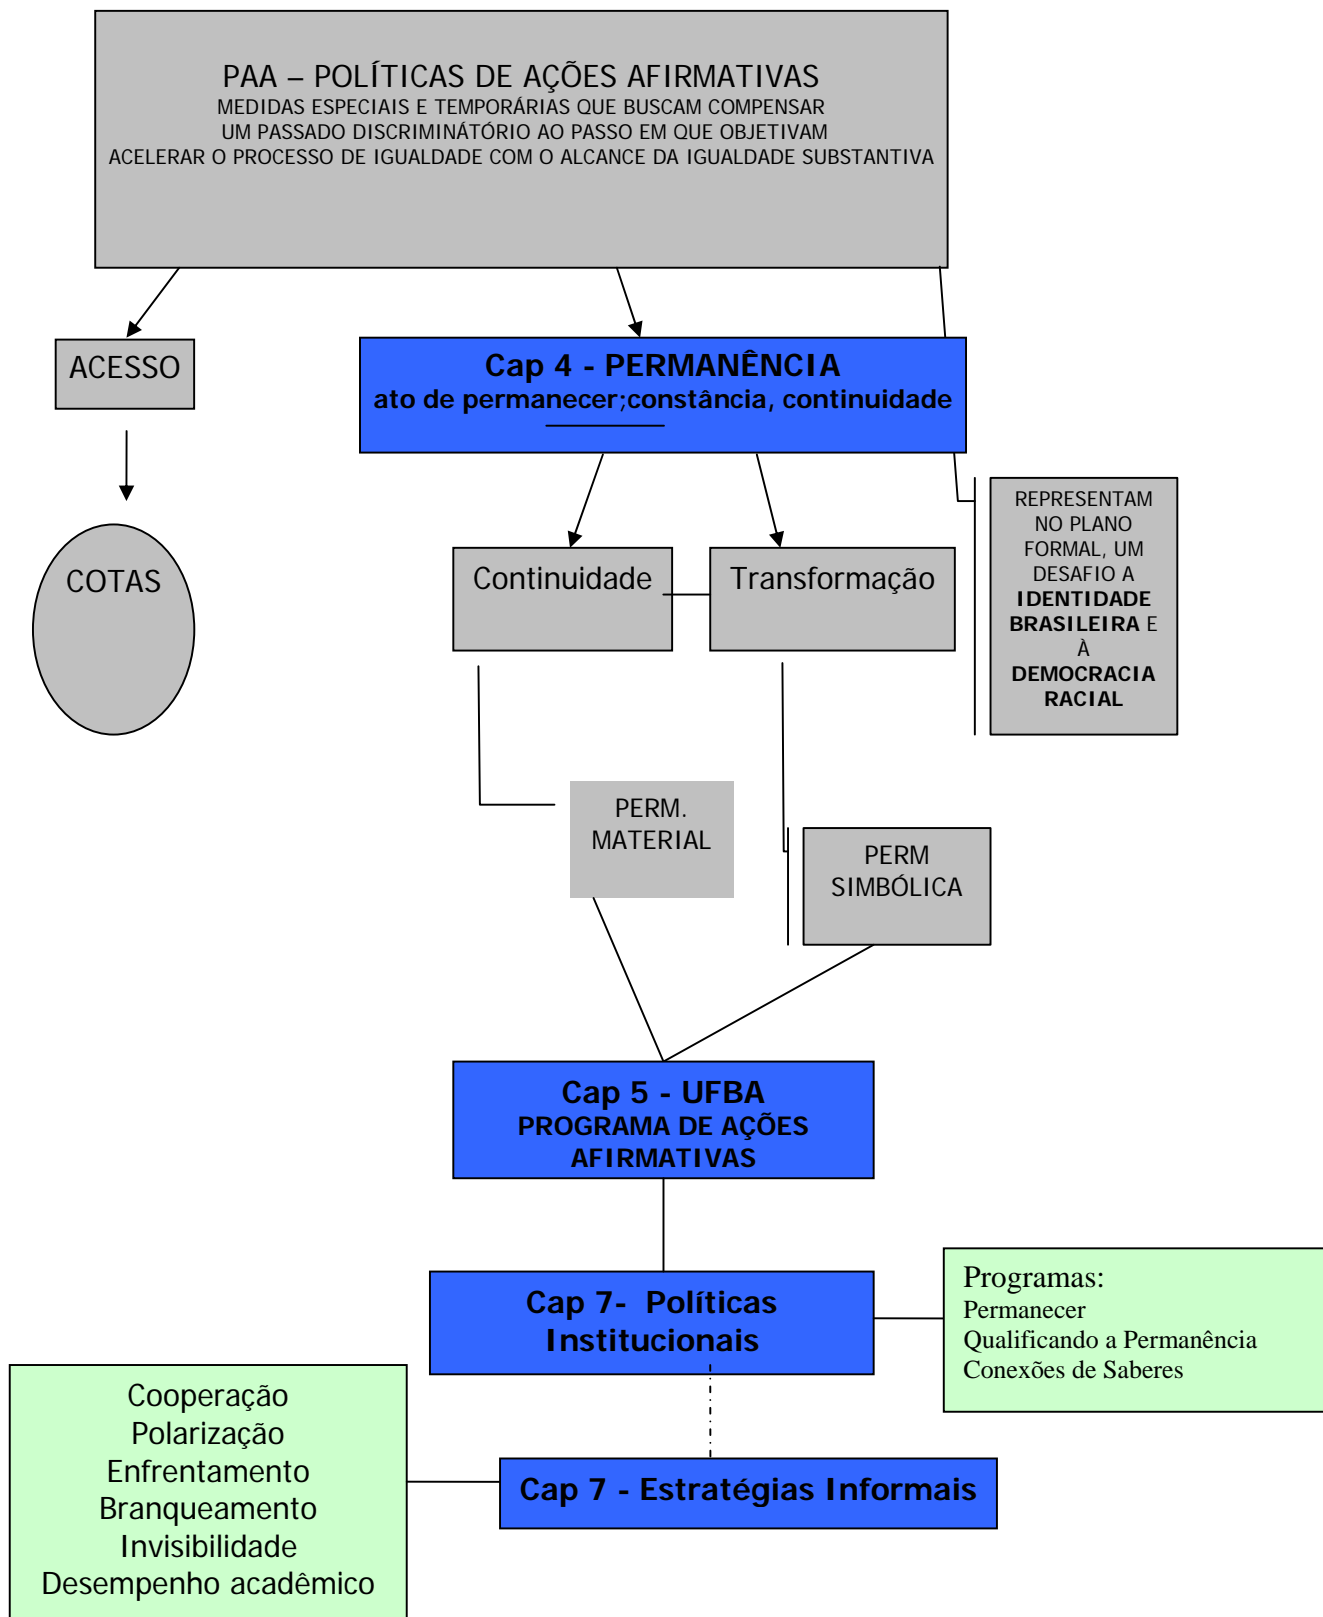 PAA – POLÍTICAS DE AÇÕES AFIRMATIVAS
MEDIDAS ESPECIAIS E TEMPORÁRIAS QUE BUSCAM COMPENSAR
UM PASSADO DISCRIMINÁTÓRIO AO PASSO EM QUE OBJETIVAM
ACELERAR O PROCESSO DE IGUALDADE COM O ALCANCE DA IGUALDADE SUBSTANTIVA
ACESSO
Cap 4 - PERMANÊNCIA
ato de permanecer;constância, continuidade
COTAS
Continuidade
Transformação
REPRESENTAM
NO PLANO
FORMAL, UM
DESAFIO A
IDENTIDADE
BRASILEIRA E
À
DEMOCRACIA
RACIAL
PERM.
MATERIAL
PERM
SIMBÓLICA
Cap 5 - UFBA
PROGRAMA DE AÇÕES
AFIRMATIVAS
Cap 7- Políticas
Institucionais
Programas:
Permanecer
Qualificando a Permanência
Conexões de Saberes
Cooperação
Polarização
Enfrentamento
Branqueamento
Invisibilidade
Desempenho acadêmico
Cap 7 - Estratégias Informais